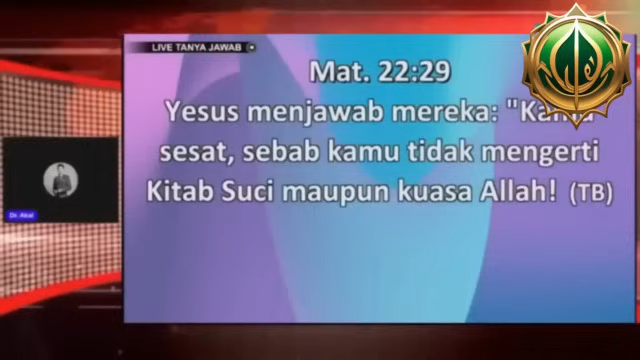 LIVE TANYA JAWAB
Mat. 22:29
Yesus menjawab mereka: "Kamu
sesat, sebab kamu tidak mengerti
Kitab Suci maupun kuasa Allah! (TB)
Dr. Akal